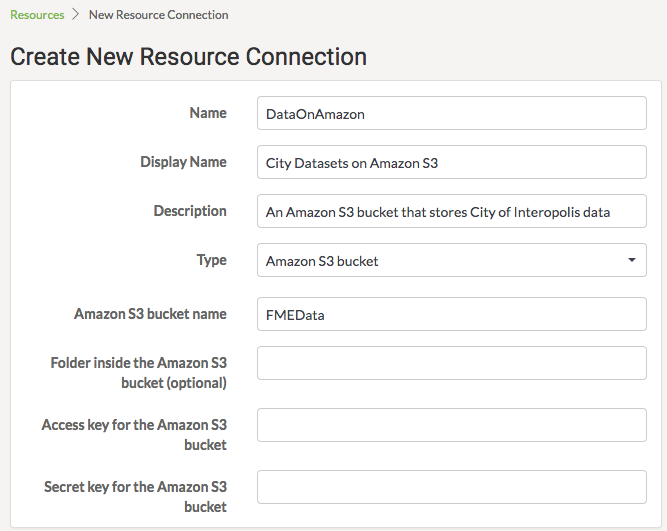 Resources > New Resource Connection
Create New Resource Connection
Name DataOnAmazon
Display Name City Datasets on Amazon S3
Description An Amazon S3 bucket that stores City of Interopolis data
Type Amazon S3 bucket
Amazon S3 bucket name FMEData
Folder inside the Amazon S3
bucket (optional)
Access key for the Amazon S3
bucket
Secret key for the Amazon S3
bucket